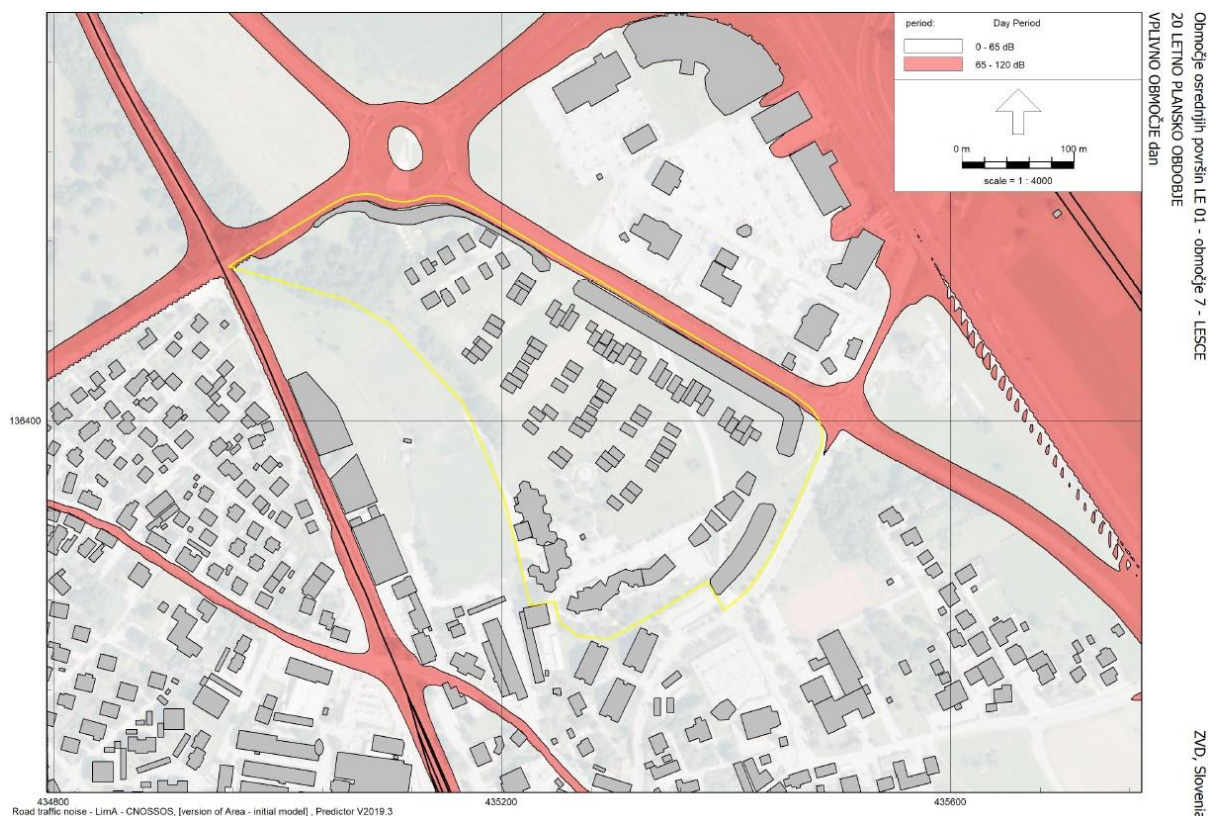 period: Day Period
0 - 65 dB
65 - 120 dB
0 m 100 m
scale = 1 : 4000
Območje osrednjih površin LE 01 - območje 7 - LESCE
20 LETNO PLANSKO OBDOBJE
VPLIVNO OBMOČJE dan
136400
434800 435200 435600
Road traffic noise - LimA - CNOSSOS, [version of Area - initial model] , Predictor V2019.3
ZVD, Slovenia